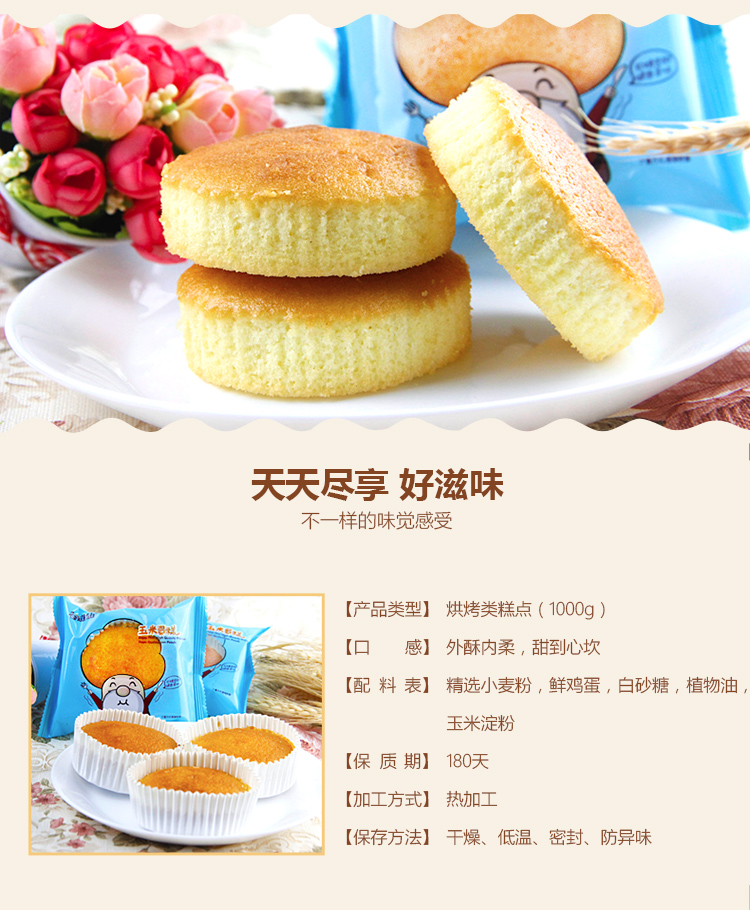 天天尽享 好滋味
不一样的味觉感受
【产品类型】 烘烤类糕点（1000g）
【口 感】 外酥内柔，甜到心坎
【配 料 表】 精选小麦粉，鲜鸡蛋，白砂糖，植物油，
玉米淀粉
【保 质 期】 180天
【加工方式】 热加工
【保存方法】 干燥、低温、密封、防异味